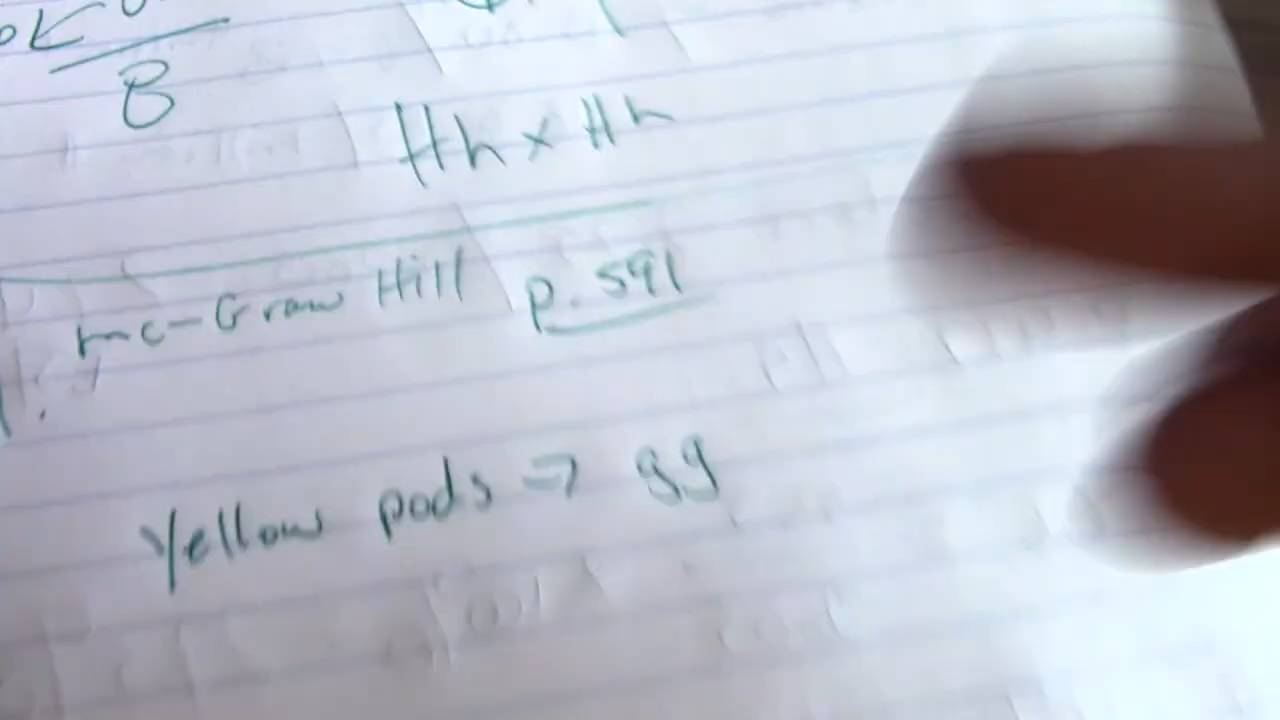 B
Hh x Hh
mc-Graw Hill p. 591
Yellow pods → gg